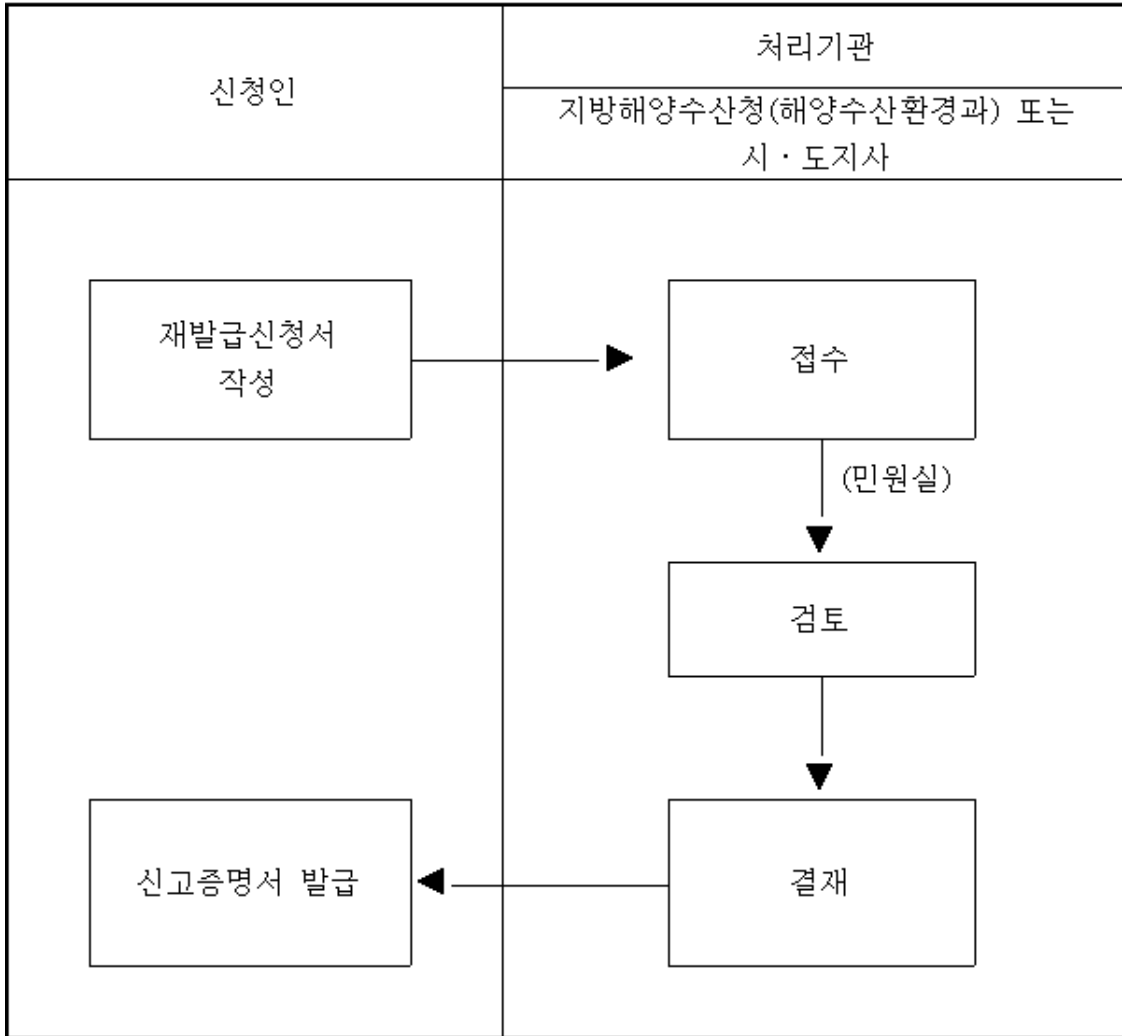 신청인
처리기관
지방해양수산청(해양수산환경과) 또는
시 · 도지사
재발급신청서
작성
접수
(민원실)
검토
신고증명서 발급
결재